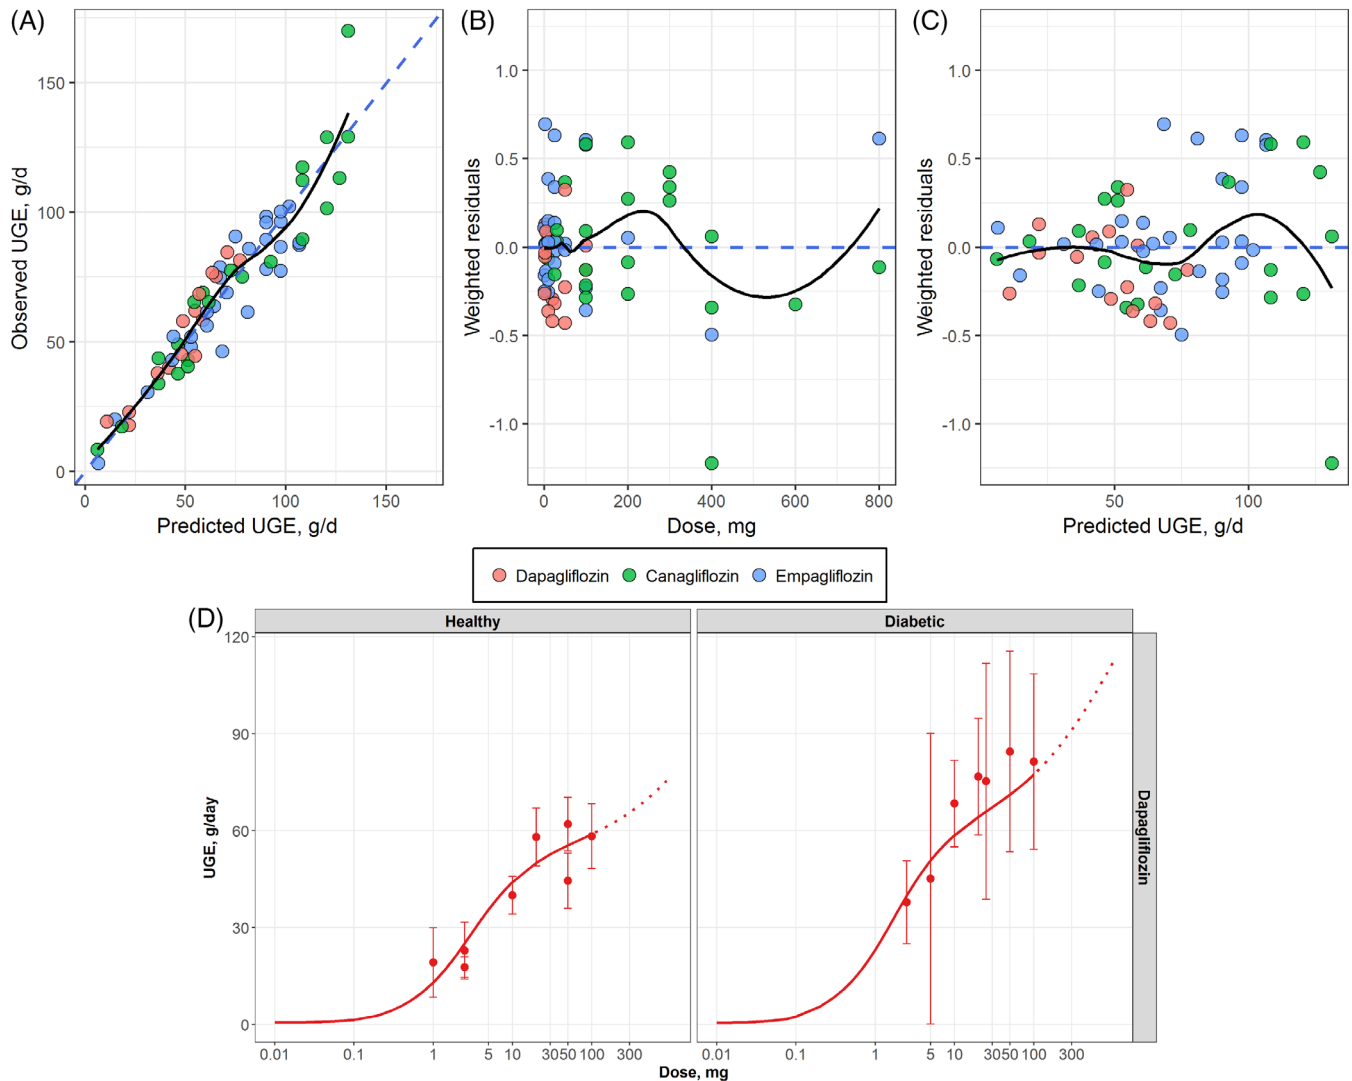 (A)
(B)
(C)
Observed UGE, g/d
150
100
50
0
0 50 100 150
Predicted UGE, g/d
Weighted residuals
1.0
0.5
0.0
-0.5
-1.0
0 200 400 600 800
Dose, mg
Weighted residuals
1.0
0.5
0.0
-0.5
-1.0
50 100
Predicted UGE, g/d
Dapagliflozin Canagliflozin Empagliflozin
(D)
Healthy
Diabetic
UGE, g/day
120
90
60
30
0
0.01 0.1 1 5 10 30 50 100 300
0.01 0.1 1 5 10 30 50 100 300
Dose, mg
Dapagliflozin